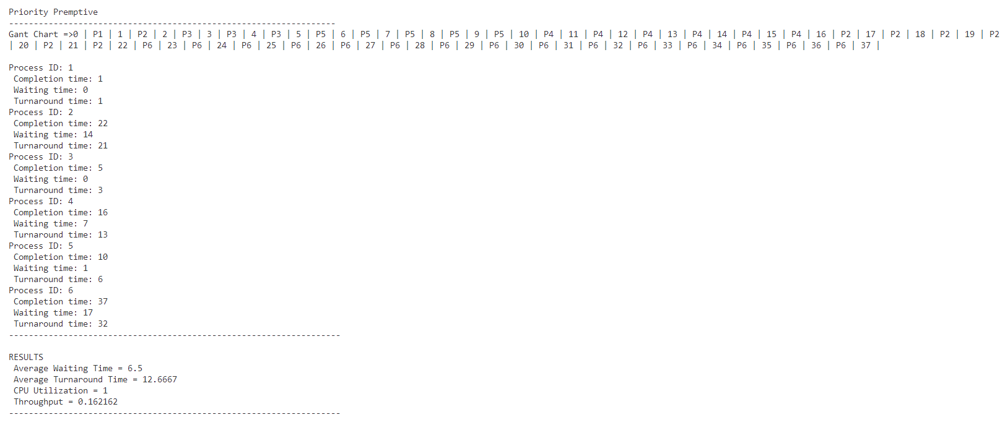 Priority Premptive
------------------------------------------------------------------
Gant Chart =>0 | P1 | 1 | P2 | 2 | P3 | 3 | P3 | 4 | P3 | 5 | P5 | 6 | P5 | 7 | P5 | 8 | P5 | 9 | P5 | 10 | P4 | 11 | P4 | 12 | P4 | 13 | P4 | 14 | P4 | 15 | P4 | 16 | P2 | 17 | P2 | 18 | P2 | 19 | P2
| 20 | P2 | 21 | P2 | 22 | P6 | 23 | P6 | 24 | P6 | 25 | P6 | 26 | P6 | 27 | P6 | 28 | P6 | 29 | P6 | 30 | P6 | 31 | P6 | 32 | P6 | 33 | P6 | 34 | P6 | 35 | P6 | 36 | P6 | 37 |
Process ID: 1
Completion time: 1
Waiting time: 0
Turnaround time: 1
Process ID: 2
Completion time: 22
Waiting time: 14
Turnaround time: 21
Process ID: 3
Completion time: 5
Waiting time: 0
Turnaround time: 3
Process ID: 4
Completion time: 16
Waiting time: 7
Turnaround time: 13
Process ID: 5
Completion time: 10
Waiting time: 1
Turnaround time: 6
Process ID: 6
Completion time: 37
Waiting time: 17
Turnaround time: 32
-------------------------------------------------------------------
RESULTS
Average Waiting Time = 6.5
Average Turnaround Time = 12.6667
CPU Utilization = 1
Throughput = 0.162162
-------------------------------------------------------------------